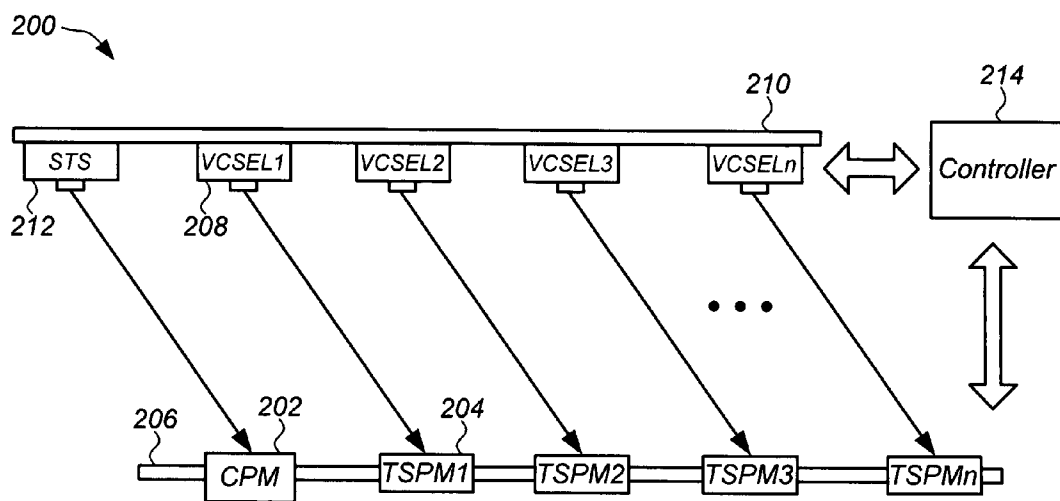 200
210
214
STS
VCSEL1
VCSEL2
VCSEL3
VCSELn
Controller
212
208
206
202
204
CPM
TSPM1
TSPM2
TSPM3
TSPMn